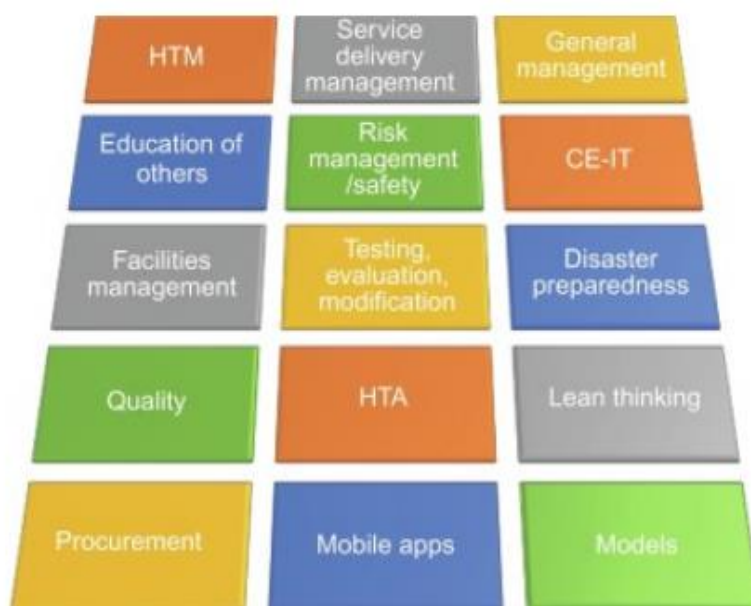 HTM
Service
delivery
management
General
management
Education of
others
Risk
management
/safety
CE-IT
Facilities
management
Testing,
evaluation,
modification
Disaster
preparedness
Quality
HTA
Lean thinking
Procurement
Mobile apps
Models